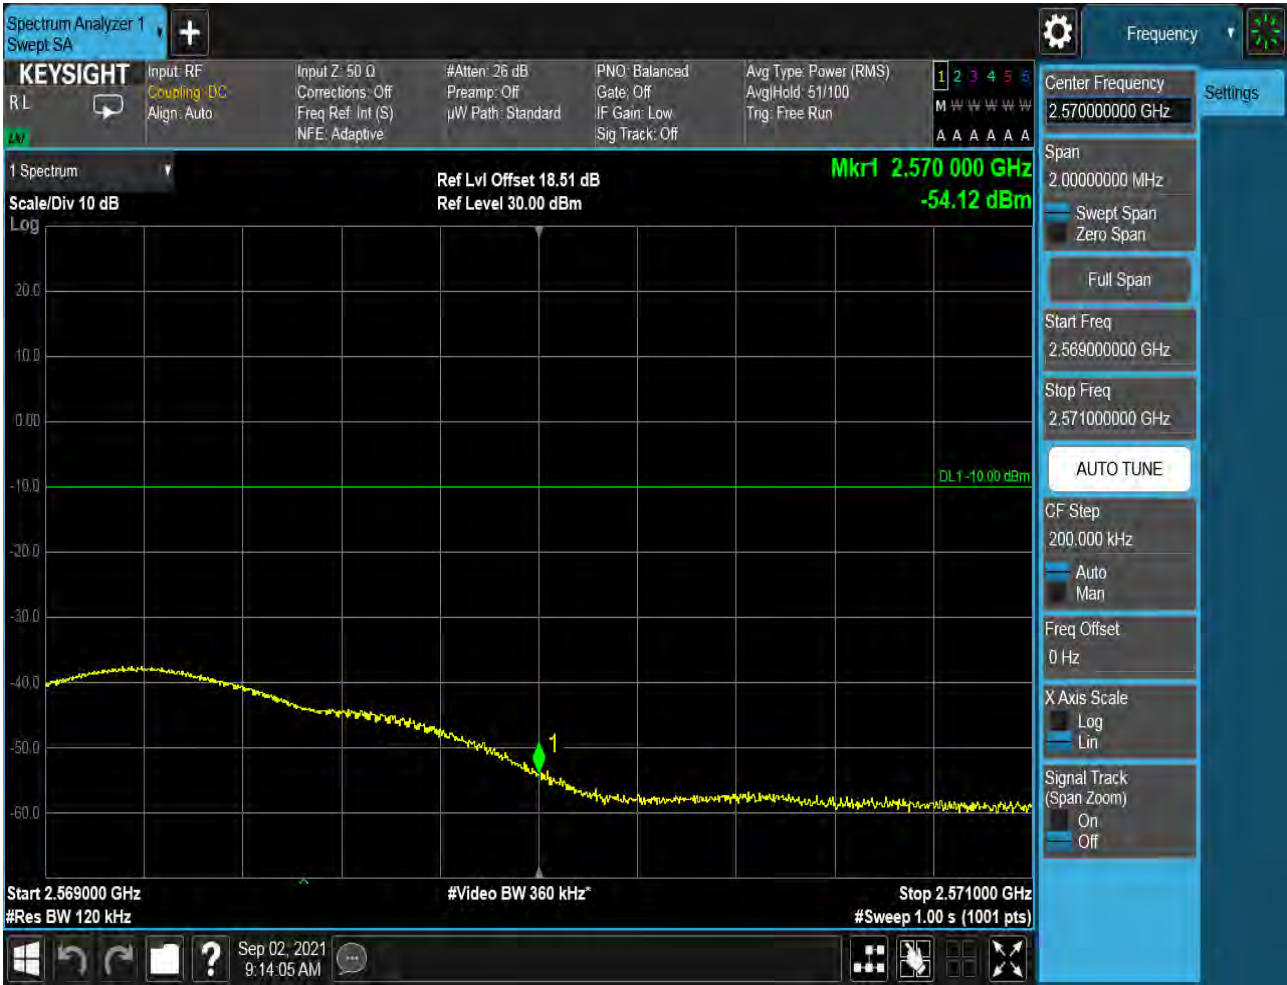 Spectrum Analyzer 1
Swept SA
+
Frequency
KEYSIGHT
R L
LXI
Input: RF
Coupling: DC
Align: Auto
Input Z: 50 Ω
Corrections: Off
Freq Ref: Int (S)
NFE: Adaptive
#Atten: 26 dB
Preamp: Off
µW Path: Standard
PNO: Balanced
Gate: Off
IF Gain: Low
Sig Track: Off
Avg Type: Power (RMS)
Avg|Hold: 51/100
Trig: Free Run
1 2 3 4 5 6
M W W W W W
A A A A A A
1 Spectrum
Scale/Div 10 dB
Log
Ref Lvl Offset 18.51 dB
Ref Level 30.00 dBm
Mkr1 2.570 000 GHz
-54.12 dBm
20.0
10.0
0.00
-10.0
-20.0
-30.0
-40.0
-50.0
-60.0
DL1 -10.00 dBm
1
Start 2.569000 GHz
#Res BW 120 kHz
#Video BW 360 kHz*
Stop 2.571000 GHz
#Sweep 1.00 s (1001 pts)
Center Frequency
2.570000000 GHz
Settings
Span
2.00000000 MHz
Swept Span
Zero Span
Full Span
Start Freq
2.569000000 GHz
Stop Freq
2.571000000 GHz
AUTO TUNE
CF Step
200.000 kHz
Auto
Man
Freq Offset
0 Hz
X Axis Scale
Log
Lin
Signal Track
(Span Zoom)
On
Off
?
Sep 02, 2021
9:14:05 AM